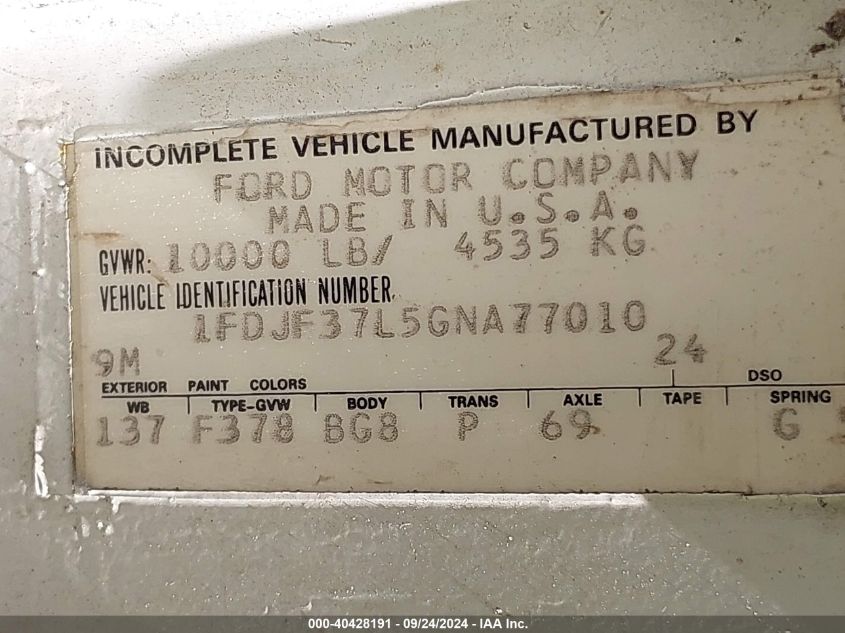 INCOMPLETE VEHICLE MANUFACTURED BY
FORD MOTOR COMPANY
MADE IN U.S.A.
GVWR: 10000 LB/ 4535 KG
VEHICLE IDENTIFICATION NUMBER.
1FDJF37L5GNA77010
9M 24
EXTERIOR PAINT COLORS DSO
WB TYPE-GVW BODY TRANS AXLE TAPE SPRING
137 F378 BG8 P 69 G
000-40428191 - 09/24/2024 - IAA Inc.